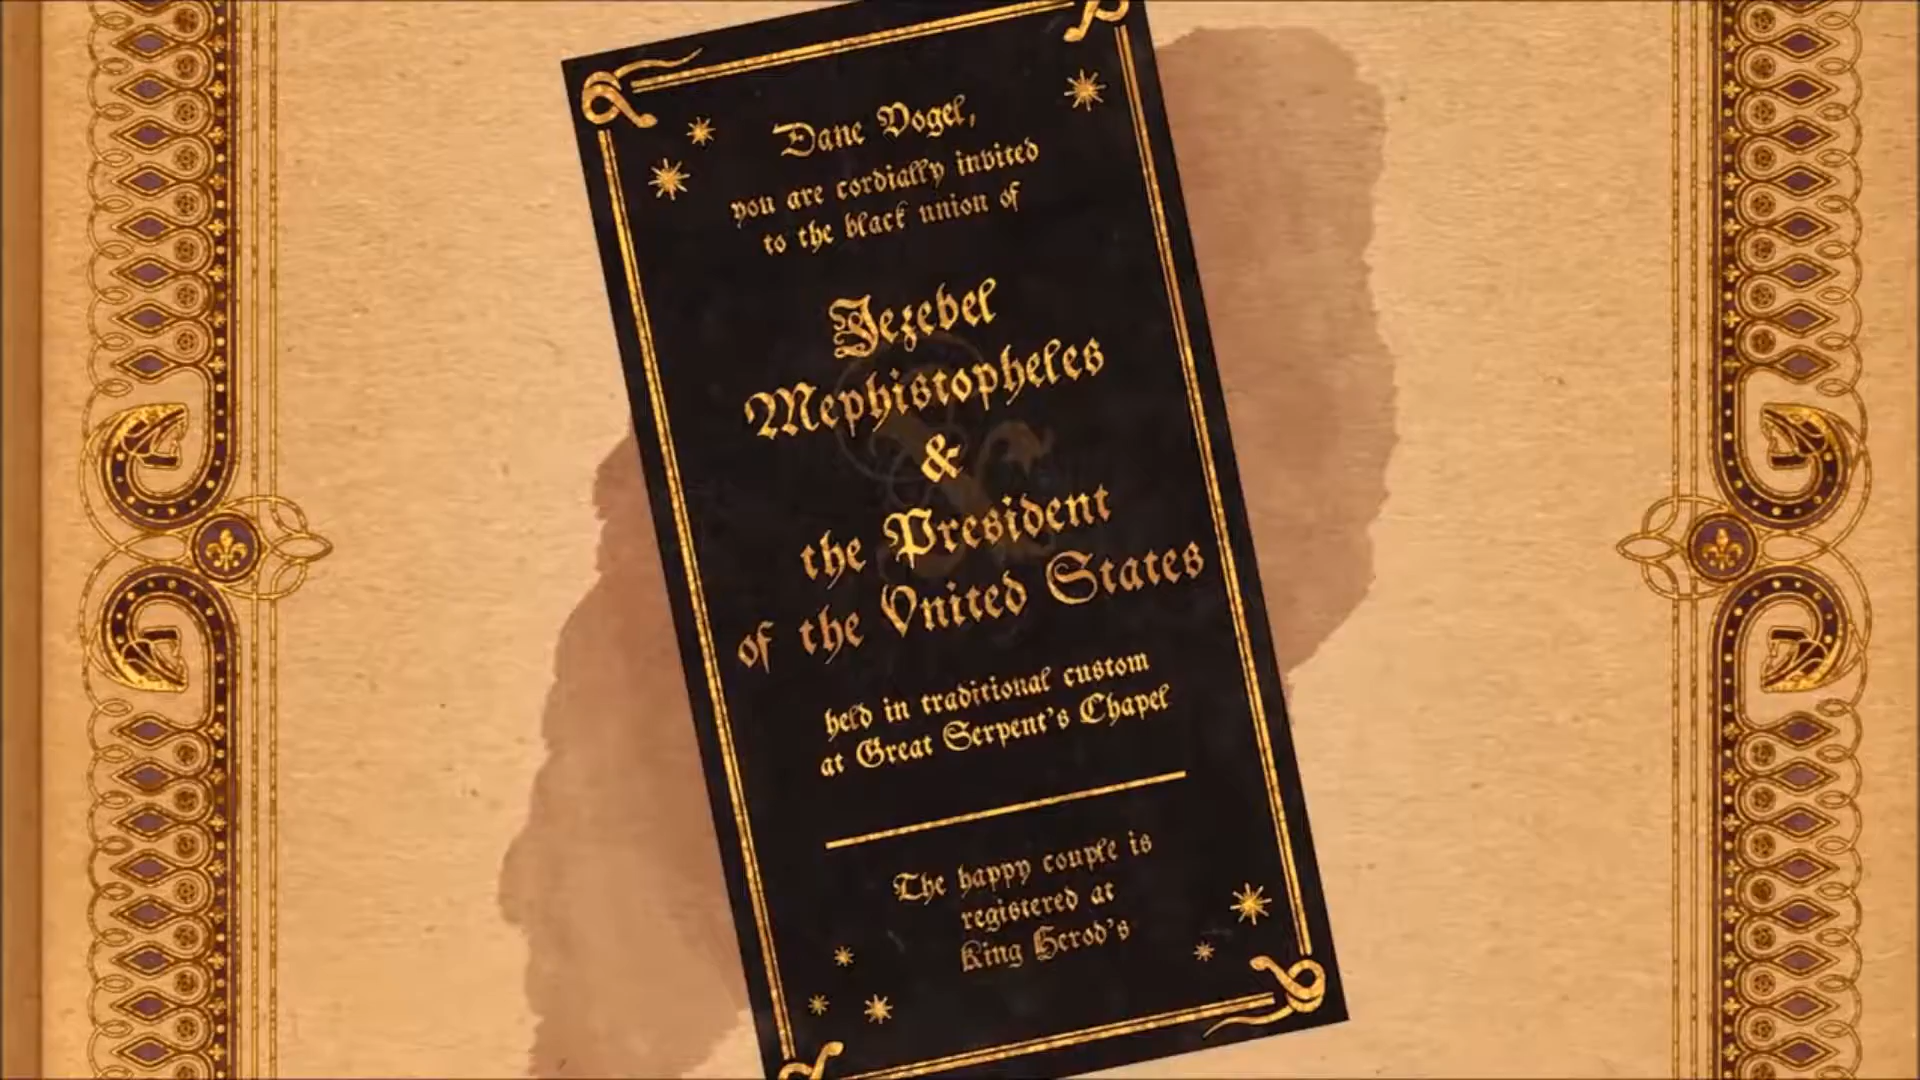 Dane Vogel,
you are cordially invited
to the black union of
Jezebel
Mephistopheles
&
the President
of the United States
held in traditional custom
at Great Serpent's Chapel
The happy couple is
registered at
King Herod's